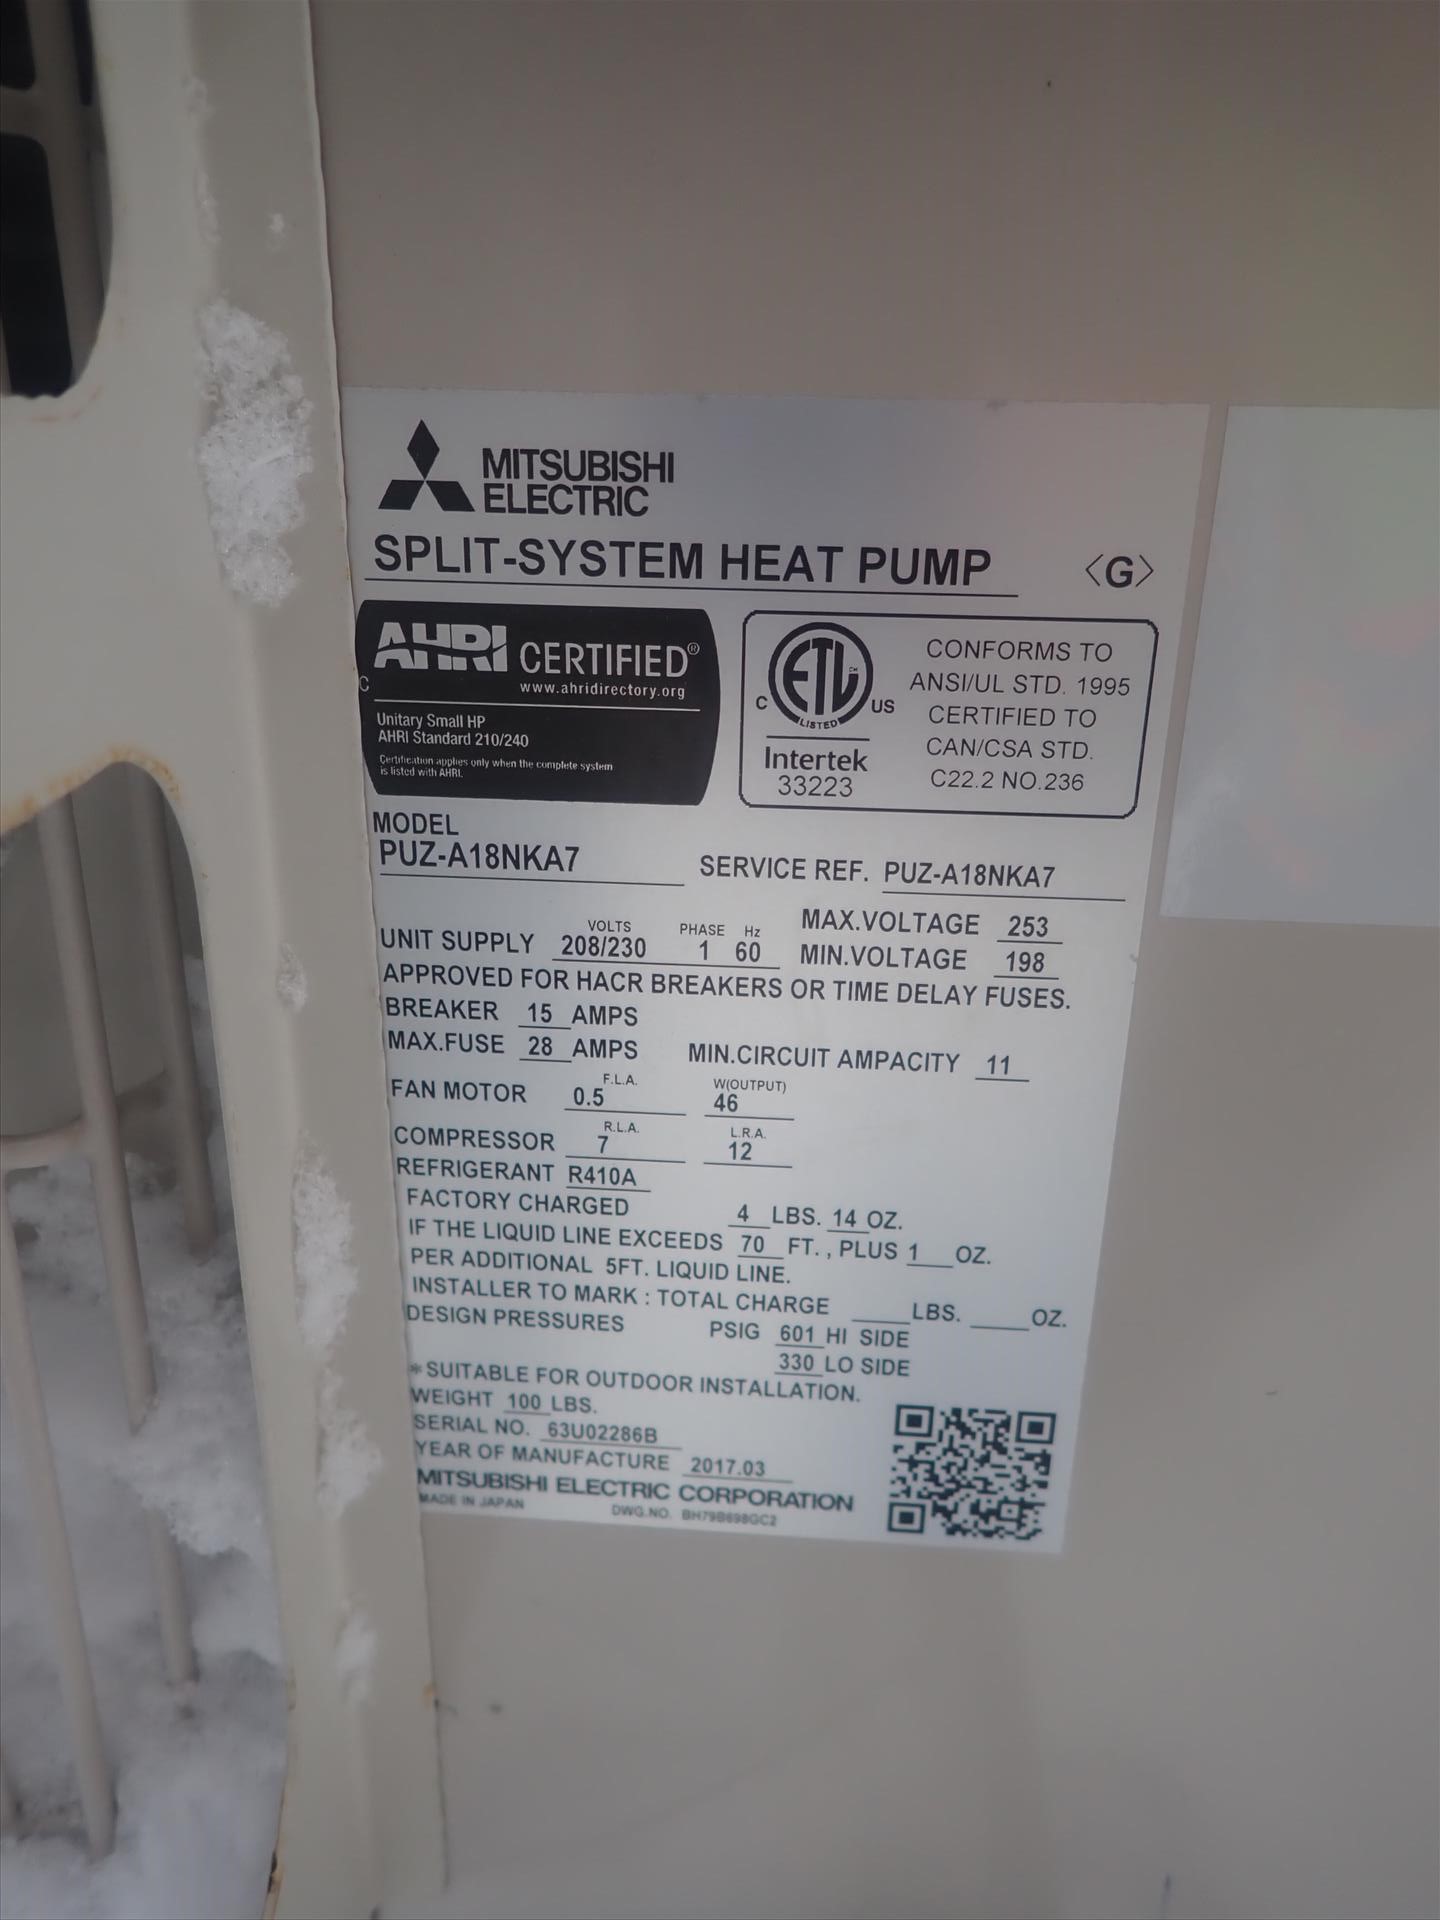 MITSUBISHI
ELECTRIC
SPLIT-SYSTEM HEAT PUMP <G>
AHRI CERTIFIED®
www.ahridirectory.org
C
Unitary Small HP
AHRI Standard 210/240
Certification applies only when the complete system
is listed with AHRI.
C ETL CM US
LISTED
Intertek
33223
CONFORMS TO
ANSI/UL STD. 1995
CERTIFIED TO
CAN/CSA STD.
C22.2 NO.236
MODEL
PUZ-A18NKA7 SERVICE REF. PUZ-A18NKA7
VOLTS PHASE Hz
UNIT SUPPLY 208/230 1 60
MAX.VOLTAGE 253
MIN.VOLTAGE 198
APPROVED FOR HACR BREAKERS OR TIME DELAY FUSES.
BREAKER 15 AMPS
MAX.FUSE 28 AMPS MIN.CIRCUIT AMPACITY 11
F.L.A. W(OUTPUT)
FAN MOTOR 0.5 46
R.L.A. L.R.A.
COMPRESSOR 7 12
REFRIGERANT R410A
FACTORY CHARGED 4 LBS. 14 OZ.
IF THE LIQUID LINE EXCEEDS 70 FT., PLUS 1 OZ.
PER ADDITIONAL 5FT. LIQUID LINE.
INSTALLER TO MARK : TOTAL CHARGE LBS. OZ.
DESIGN PRESSURES PSIG 601 HI SIDE
330 LO SIDE
*SUITABLE FOR OUTDOOR INSTALLATION.
WEIGHT 100 LBS.
SERIAL NO. 63U02286B
YEAR OF MANUFACTURE 2017.03
MITSUBISHI ELECTRIC CORPORATION
MADE IN JAPAN DWG.NO. BH79B698GC2